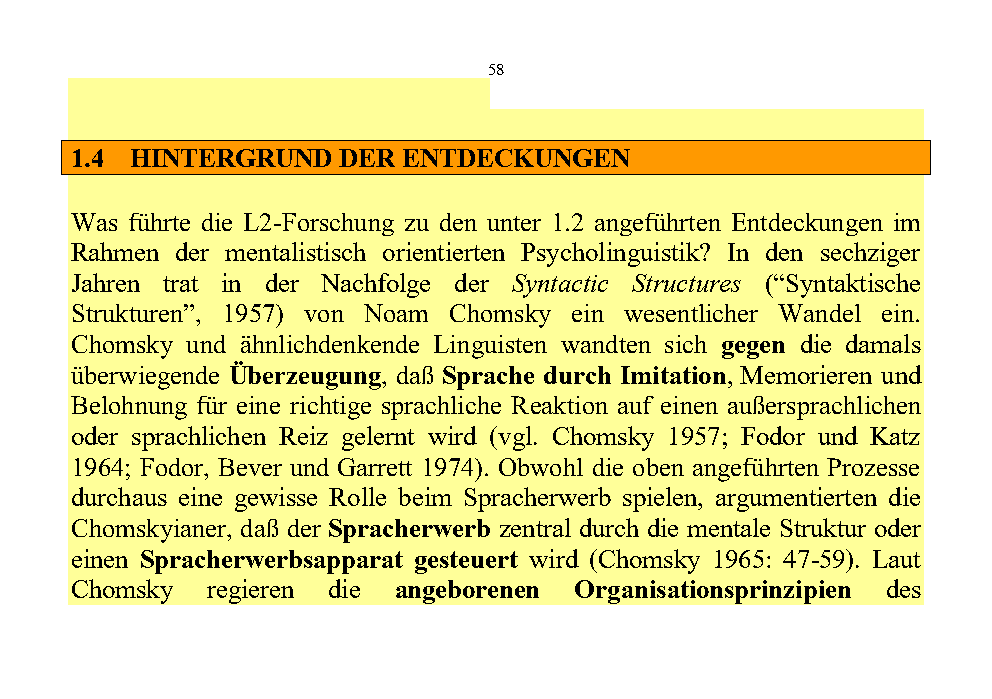 58
1.4 HINTERGRUND DER ENTDECKUNGEN
Was führte die L2-Forschung zu den unter 1.2 angeführten Entdeckungen im
Rahmen der mentalistisch orientierten Psycholinguistik? In den sechziger
Jahren trat in der Nachfolge der Syntactic Structures (“Syntaktische
Strukturen”, 1957) von Noam Chomsky ein wesentlicher Wandel ein.
Chomsky und ähnlichdenkende Linguisten wandten sich gegen die damals
überwiegende Überzeugung, daß Sprache durch Imitation, Memorieren und
Belohnung für eine richtige sprachliche Reaktion auf einen außersprachlichen
oder sprachlichen Reiz gelernt wird (vgl. Chomsky 1957; Fodor und Katz
1964; Fodor, Bever und Garrett 1974). Obwohl die oben angeführten Prozesse
durchaus eine gewisse Rolle beim Spracherwerb spielen, argumentierten die
Chomskyianer, daß der Spracherwerb zentral durch die mentale Struktur oder
einen Spracherwerbsapparat gesteuert wird (Chomsky 1965: 47-59). Laut
Chomsky regieren die angeborenen Organisationsprinzipien des